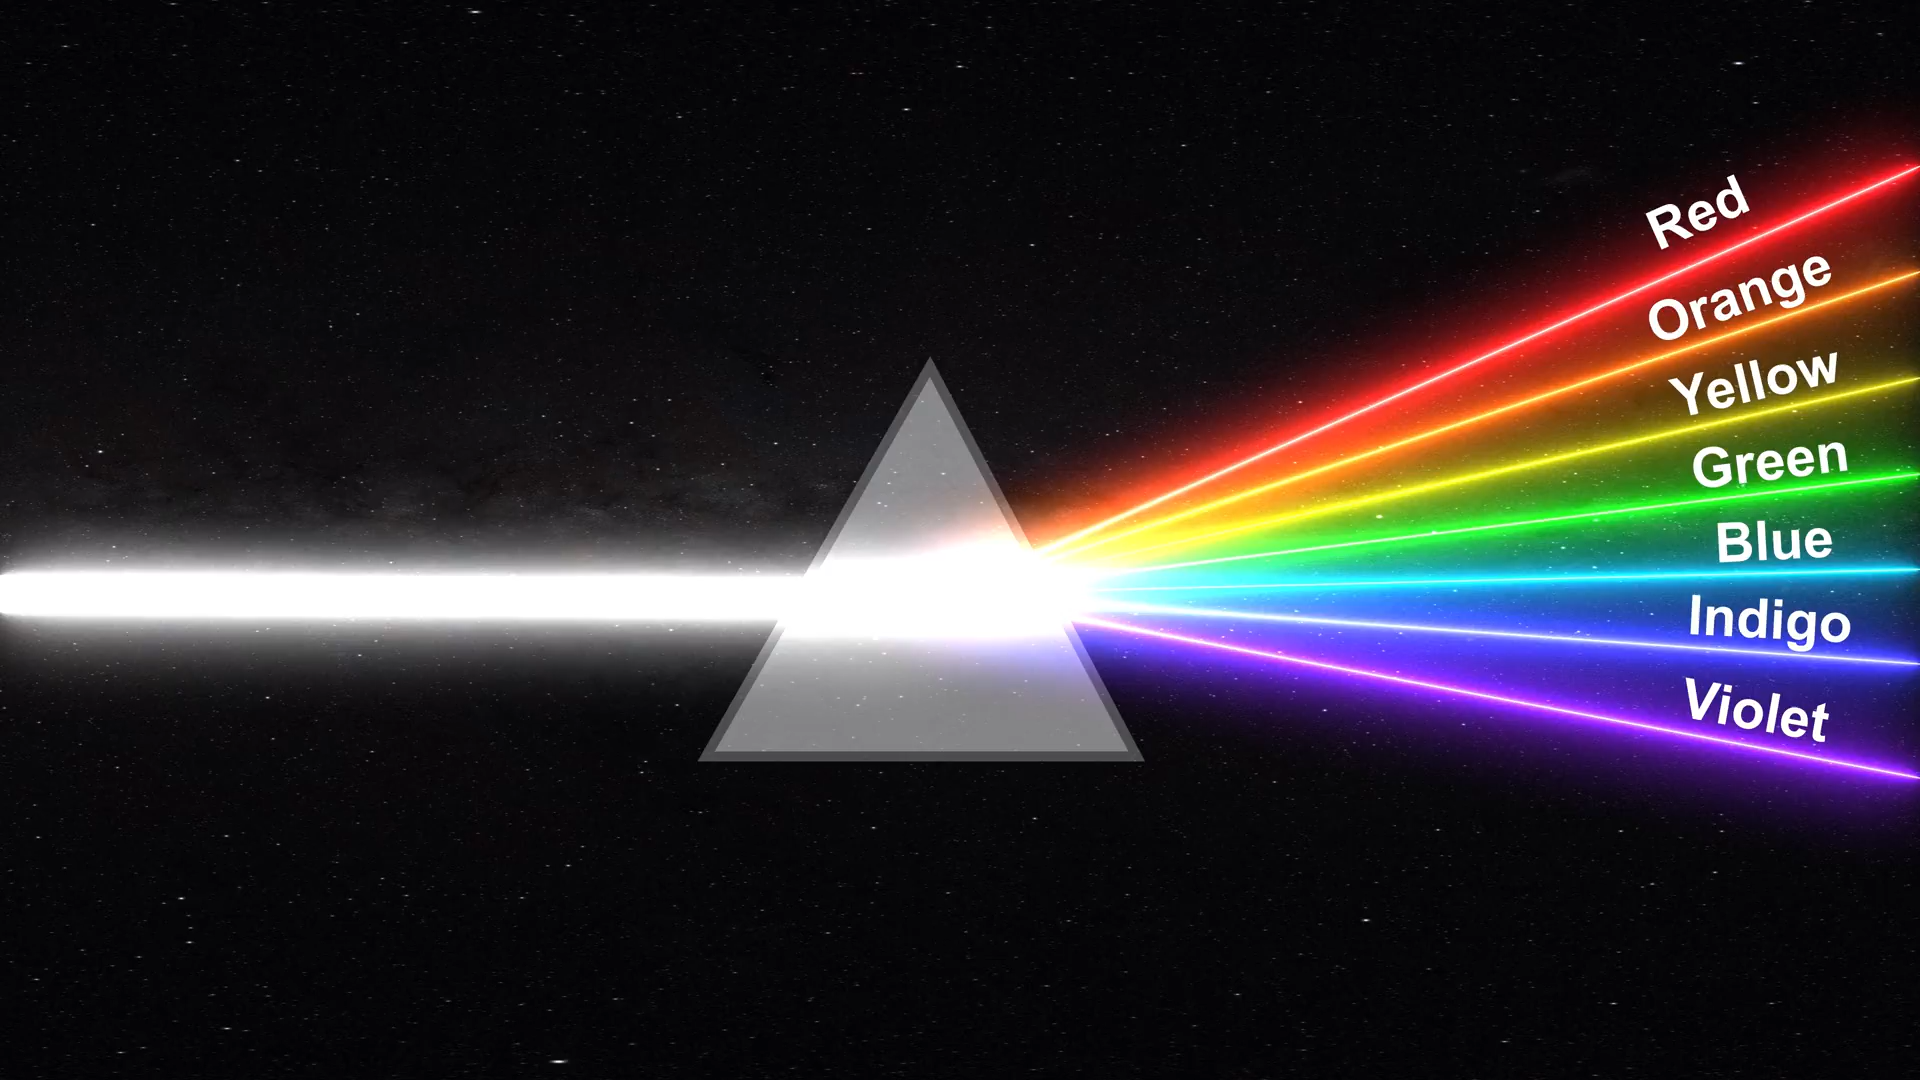 Red
Orange
Yellow
Green
Blue
Indigo
Violet